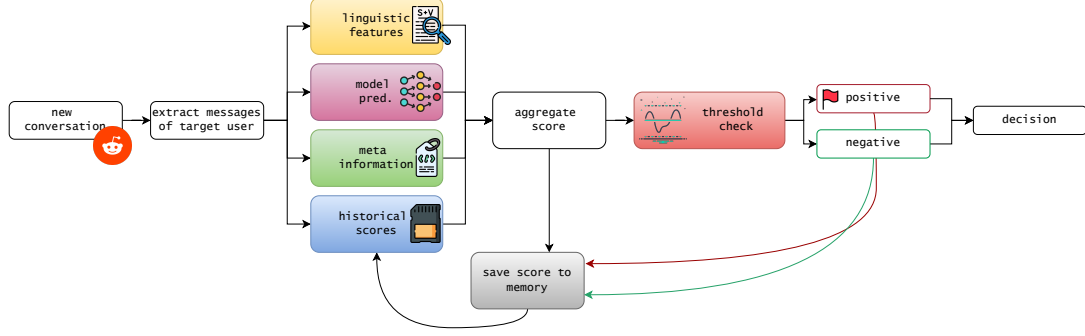 new
conversation
extract messages
of target user
linguistic
features
S+V
model
pred.
meta
information
</>
historical
scores
aggregate
score
threshold
check
positive
negative
decision
save score to
memory